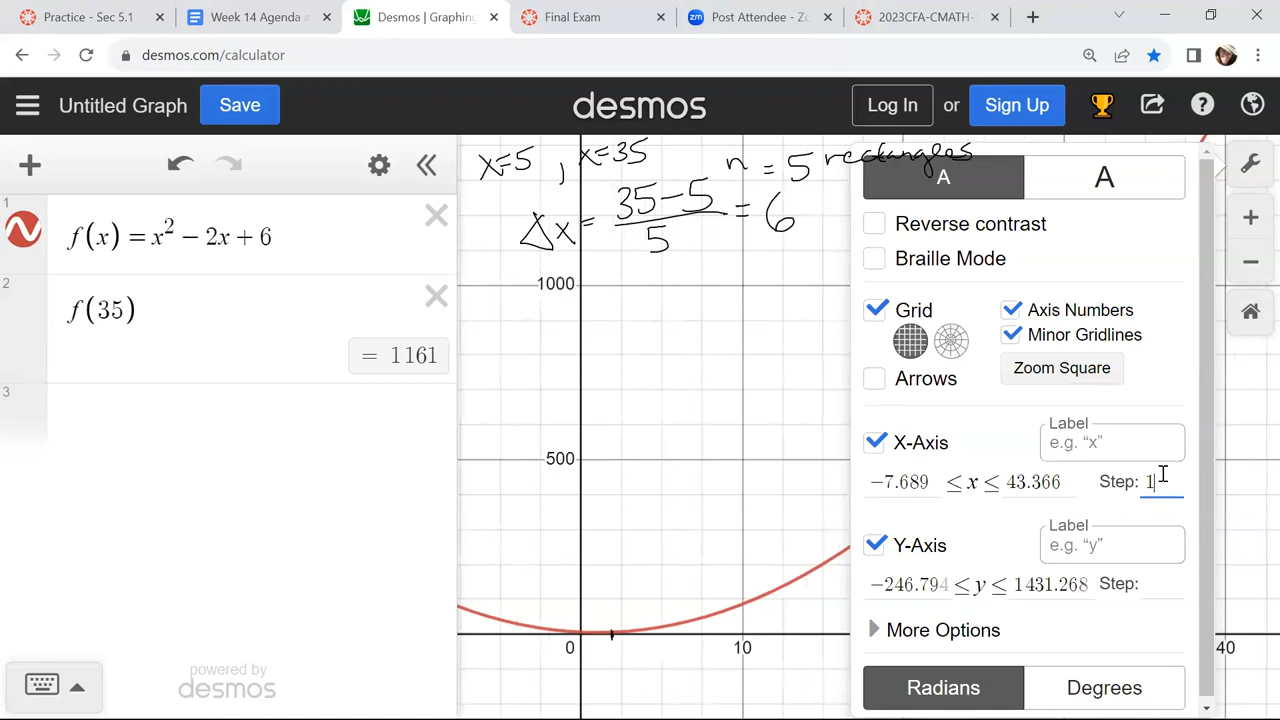 Practice - Sec 5.1
Week 14 Agenda a
Desmos | Graphing
Final Exam
Post Attendee - Zo
2023CFA-CMATH-
desmos.com/calculator
Untitled Graph
Save
desmos
Log In
or
Sign Up
1
f(x) = x² − 2x + 6
2
f(35)
= 1161
3
powered by
desmos
x=5 , x=35 n = 5 rectangles
Δx = 35−5/5 = 6
1000
500
0
10
40
A
A
Reverse contrast
Braille Mode
Grid
Axis Numbers
Minor Gridlines
Arrows
Zoom Square
X-Axis
Label
e.g. “x”
−7.689 ≤ x ≤ 43.366 Step: 1
Y-Axis
Label
e.g. “y”
−246.794 ≤ y ≤ 1431.268 Step:
More Options
Radians
Degrees